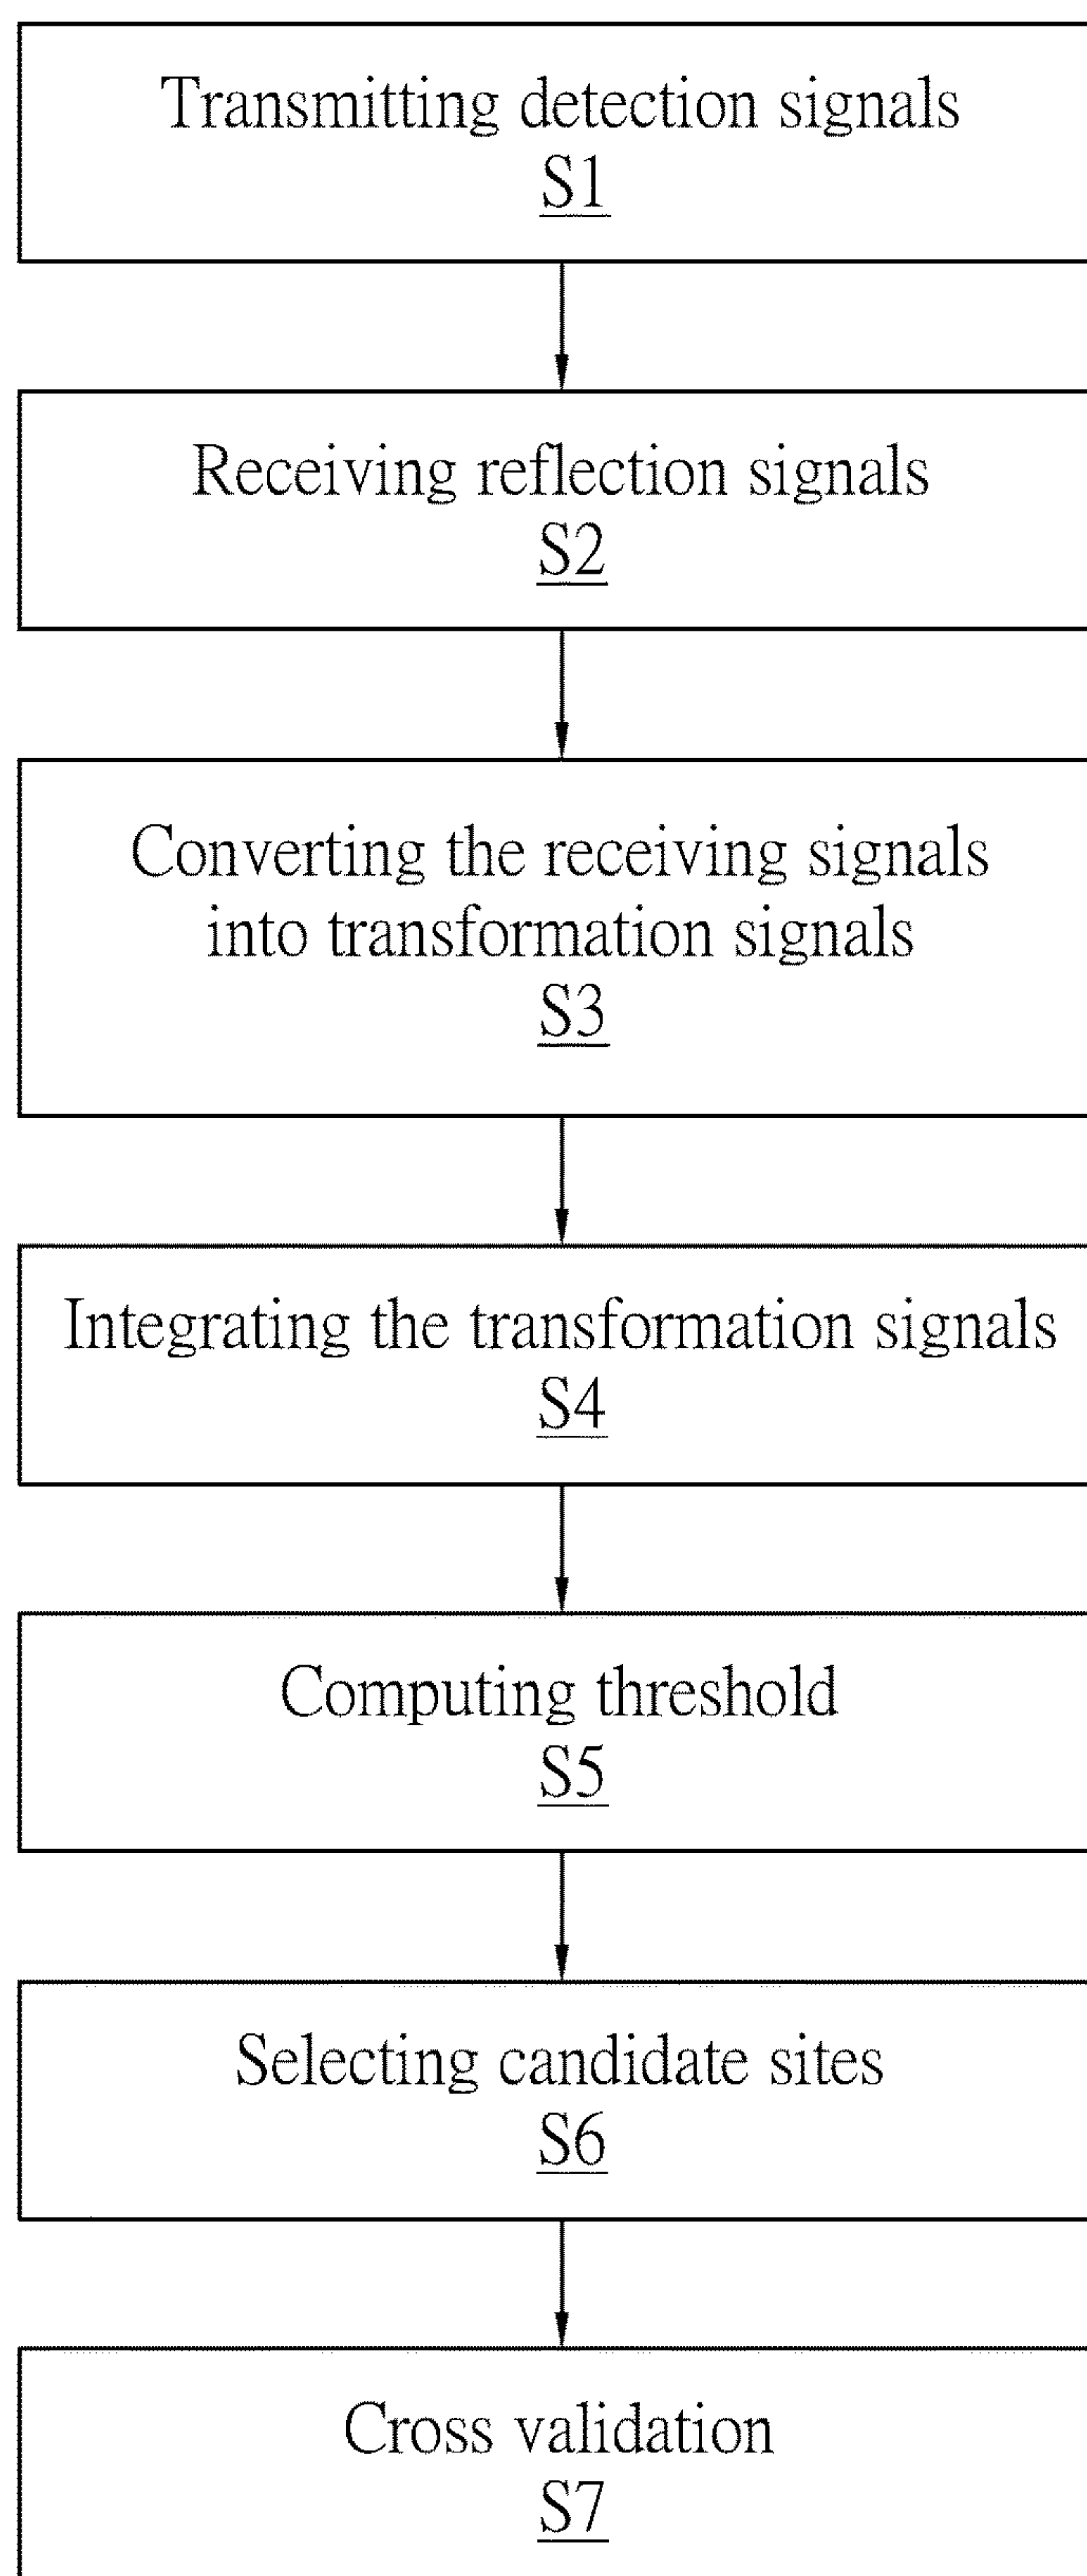 Transmitting detection signals
S1
Receiving reflection signals
S2
Converting the receiving signals
into transformation signals
S3
Integrating the transformation signals
S4
Computing threshold
S5
Selecting candidate sites
S6
Cross validation
S7